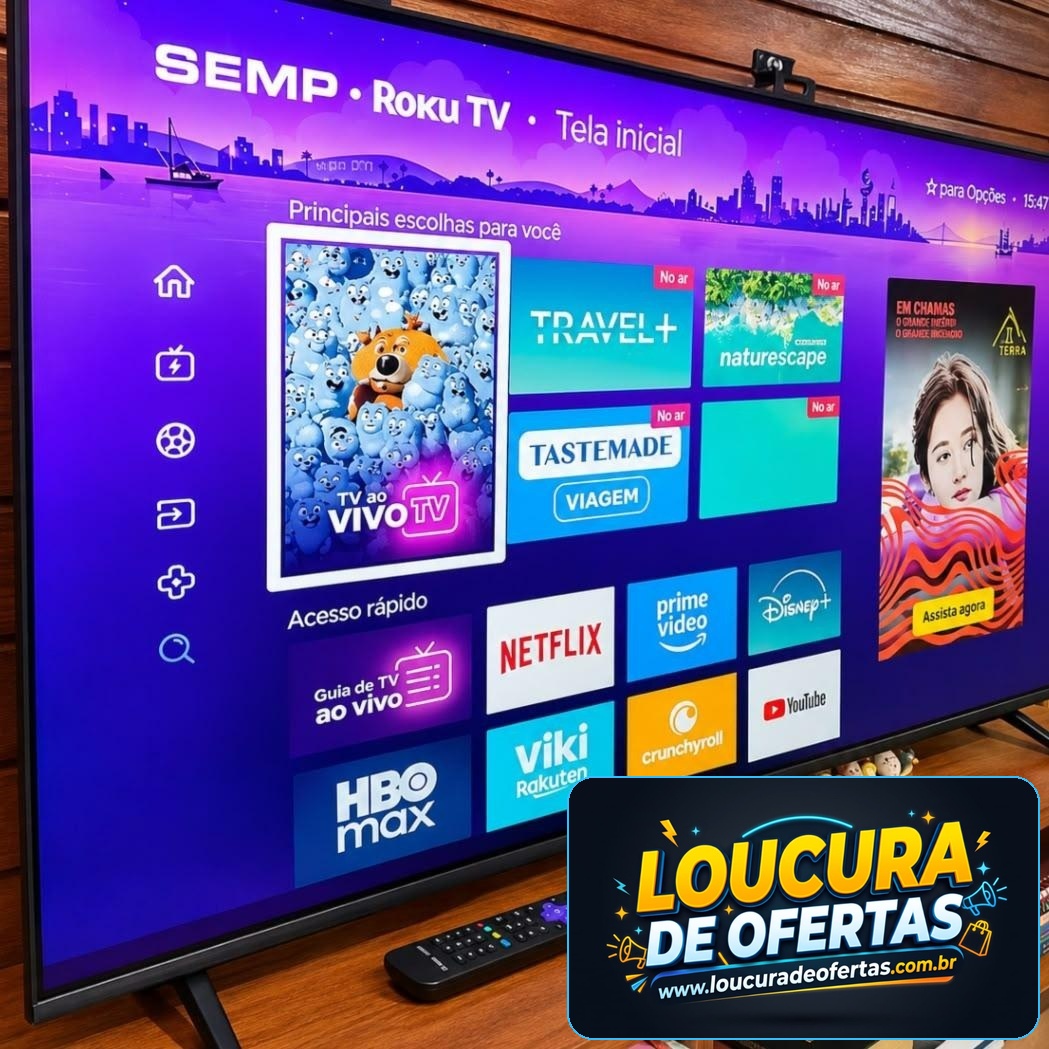 SEMP • Roku TV • Tela inicial
para Opções • 15:47
Principais escolhas para você
No ar
TRAVEL+
No ar
naturescape
TV ao
VIVO TV
No ar
TASTEMADE
VIAGEM
No ar
EM CHAMAS
TERRA
Assista agora
Acesso rápido
Guia de TV
ao vivo
NETFLIX
prime
video
Disney+
HBO
max
viki
Rakuten
crunchyroll
YouTube
LOUCURA
DE OFERTAS
www.loucuradeofertas.com.br